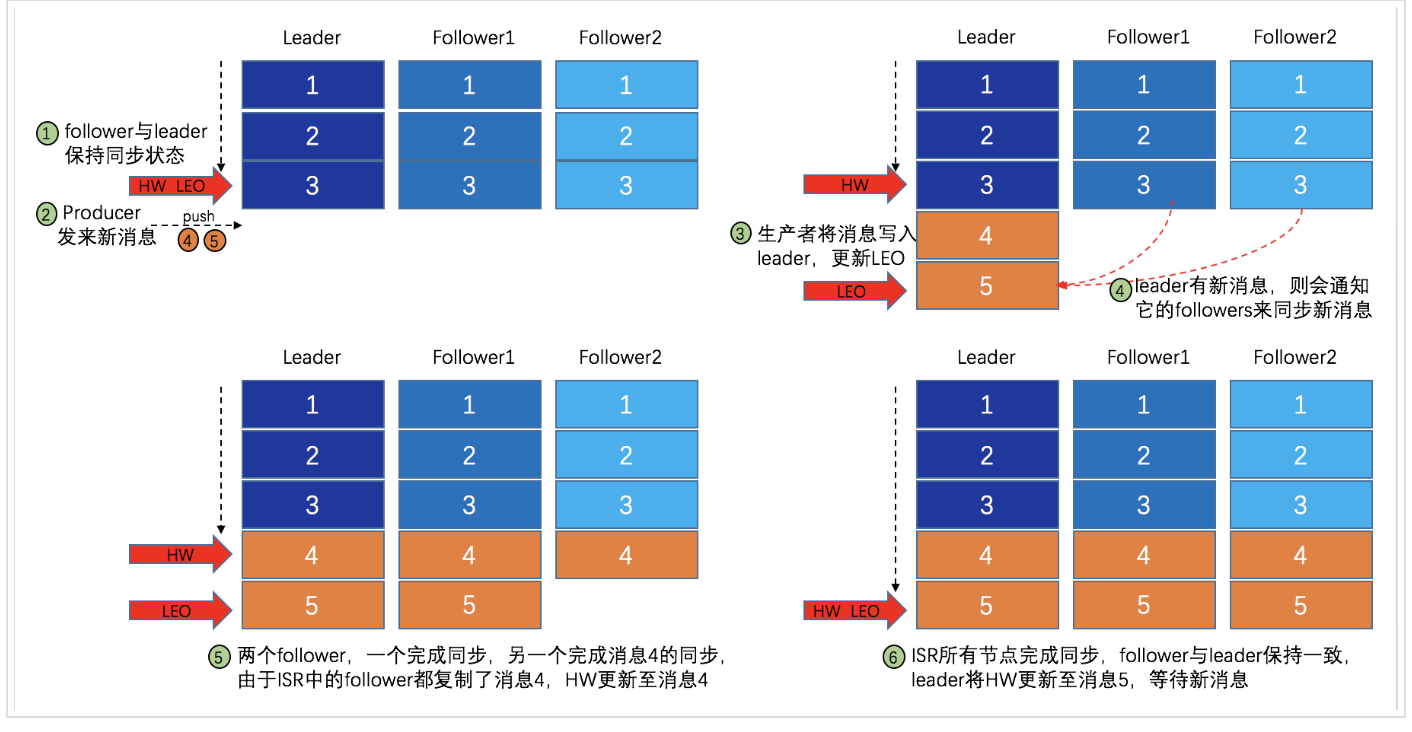 Leader Follower1 Follower2
1 1 1
① follower与leader
保持同步状态
2 2 2
HW LEO 3 3 3
② Producer
发来新消息
push
4 5
Leader Follower1 Follower2
1 1 1
2 2 2
HW 3 3 3
③ 生产者将消息写入
leader，更新LEO
4
LEO 5
④ leader有新消息，则会通知
它的followers来同步新消息
Leader Follower1 Follower2
1 1 1
2 2 2
3 3 3
HW 4 4 4
LEO 5 5
⑤ 两个follower，一个完成同步，另一个完成消息4的同步，
由于ISR中的follower都复制了消息4，HW更新至消息4
Leader Follower1 Follower2
1 1 1
2 2 2
3 3 3
4 4 4
HW LEO 5 5 5
⑥ ISR所有节点完成同步，follower与leader保持一致，
leader将HW更新至消息5，等待新消息